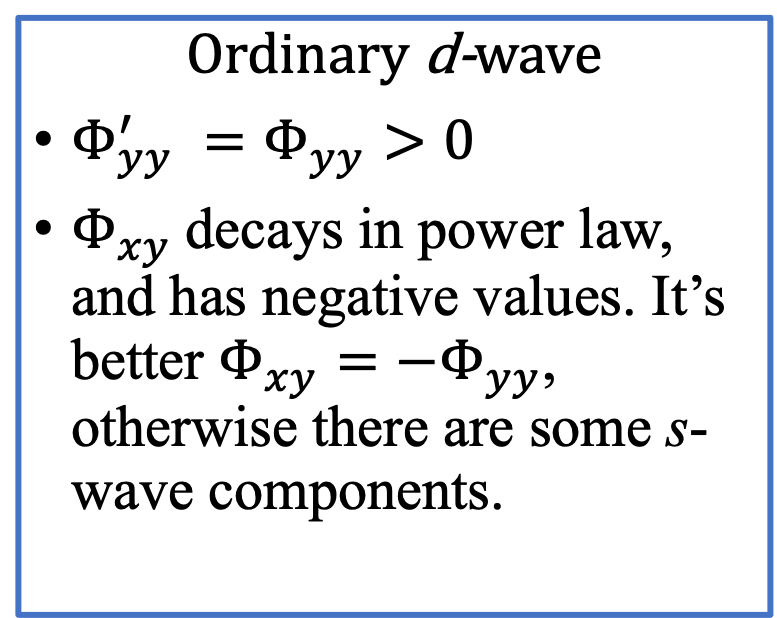 Ordinary d-wave
• Φ′yy = Φyy > 0
• Φxy decays in power law,
and has negative values. It’s
better Φxy = −Φyy,
otherwise there are some s-
wave components.